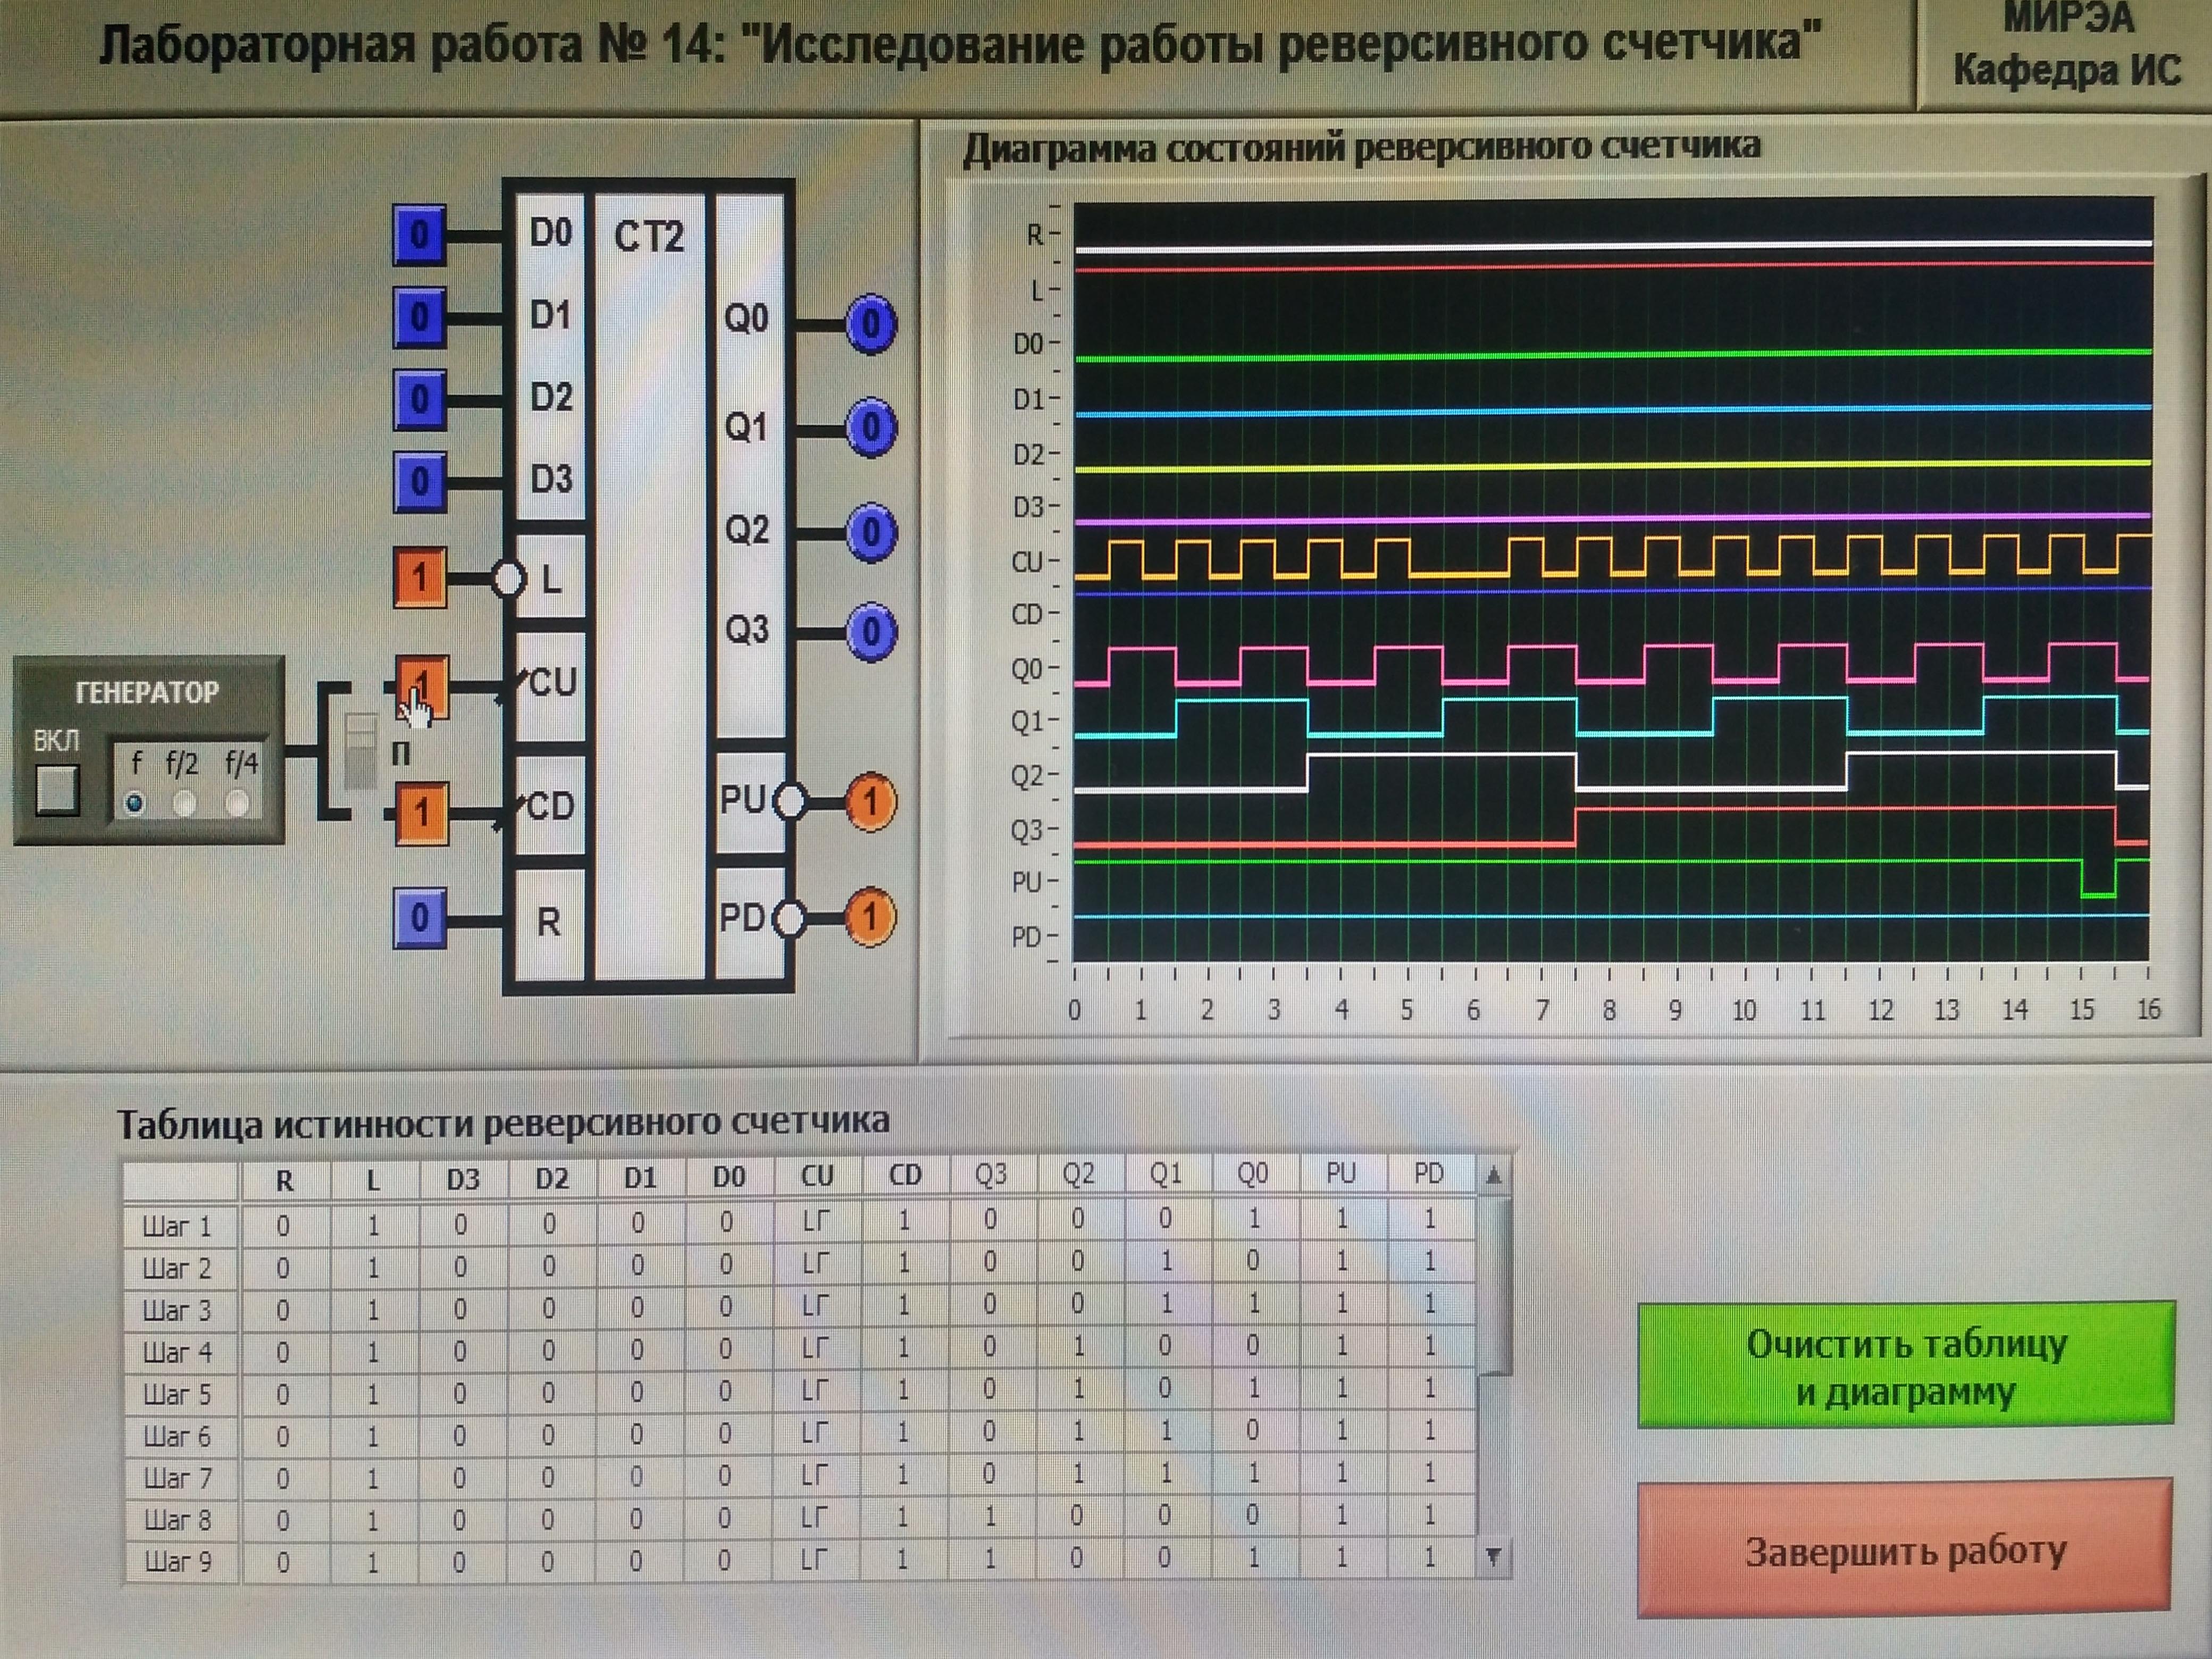 Лабораторная работа № 14: "Исследование работы реверсивного счетчика"
МИРЭА
Кафедра ИС
0 D0 CT2
0 D1 Q0 0
0 D2 Q1 0
0 D3 Q2 0
1 L Q3 0
ГЕНЕРАТОР
ВКЛ
f f/2 f/4
П
1 CU
1 CD PU 1
0 R PD 1
Диаграмма состояний реверсивного счетчика
R
L
D0
D1
D2
D3
CU
CD
Q0
Q1
Q2
Q3
PU
PD
0 1 2 3 4 5 6 7 8 9 10 11 12 13 14 15 16
Таблица истинности реверсивного счетчика
R L D3 D2 D1 D0 CU CD Q3 Q2 Q1 Q0 PU PD
Шаг 1 0 1 0 0 0 0 LГ 1 0 0 0 1 1 1
Шаг 2 0 1 0 0 0 0 LГ 1 0 0 1 0 1 1
Шаг 3 0 1 0 0 0 0 LГ 1 0 0 1 1 1 1
Шаг 4 0 1 0 0 0 0 LГ 1 0 1 0 0 1 1
Шаг 5 0 1 0 0 0 0 LГ 1 0 1 0 1 1 1
Шаг 6 0 1 0 0 0 0 LГ 1 0 1 1 0 1 1
Шаг 7 0 1 0 0 0 0 LГ 1 0 1 1 1 1 1
Шаг 8 0 1 0 0 0 0 LГ 1 1 0 0 0 1 1
Шаг 9 0 1 0 0 0 0 LГ 1 1 0 0 1 1 1
Очистить таблицу
и диаграмму
Завершить работу